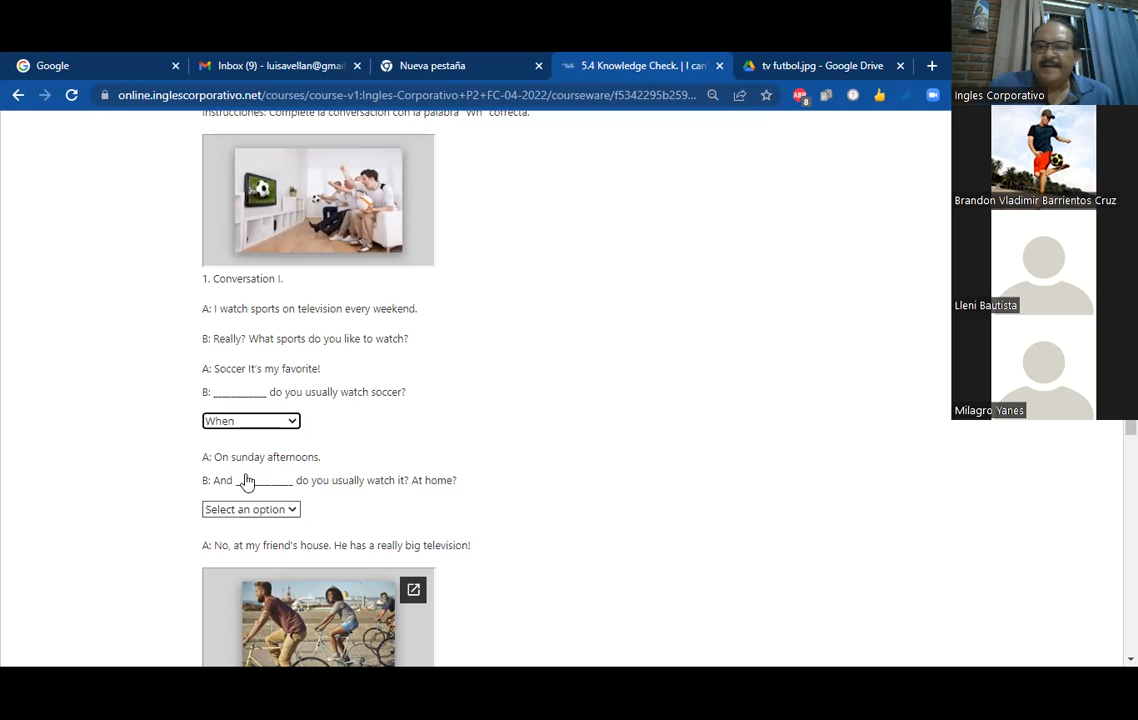 Google
Inbox (9) - luisavellan@gmai
Nueva pestaña
5.4 Knowledge Check. | I can'
tv futbol.jpg - Google Drive
online.inglescorporativo.net/courses/course-v1:Ingles-Corporativo+P2+FC-04-2022/courseware/f5342295b259...
8
Instrucciones: Complete la conversación con la palabra "Wh" correcta.
1. Conversation I.
A: I watch sports on television every weekend.
B: Really? What sports do you like to watch?
A: Soccer It's my favorite!
B: ___________ do you usually watch soccer?
When
A: On sunday afternoons.
B: And ___________ do you usually watch it? At home?
Select an option
A: No, at my friend's house. He has a really big television!
Ingles Corporativo
Brandon Vladimir Barrientos Cruz
Lleni Bautista
Milagro Yanes